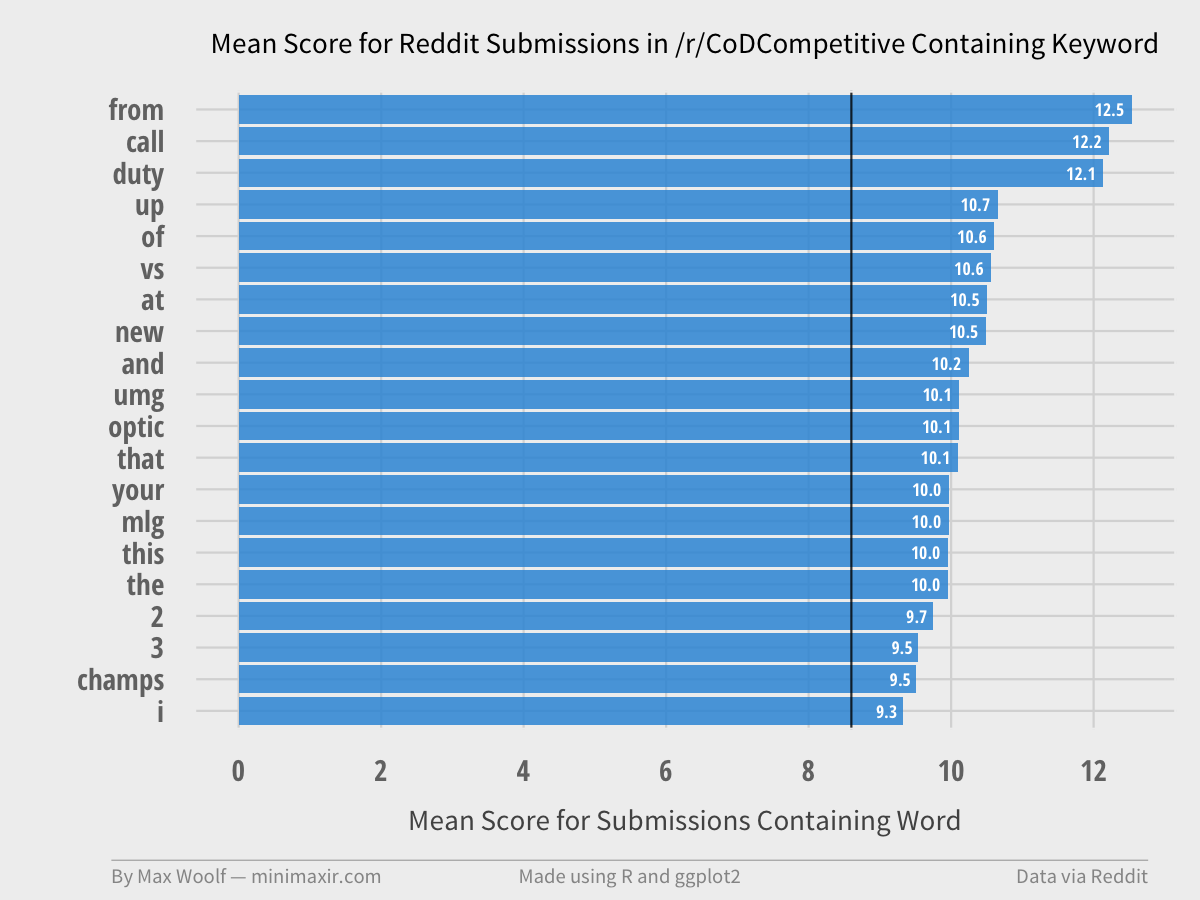 Mean Score for Reddit Submissions in /r/CoDCompetitive Containing Keyword
from 12.5
call 12.2
duty 12.1
up 10.7
of 10.6
vs 10.6
at 10.5
new 10.5
and 10.2
umg 10.1
optic 10.1
that 10.1
your 10.0
mlg 10.0
this 10.0
the 10.0
2 9.7
3 9.5
champs 9.5
i 9.3
0 2 4 6 8 10 12
Mean Score for Submissions Containing Word
By Max Woolf — minimaxir.com Made using R and ggplot2 Data via Reddit